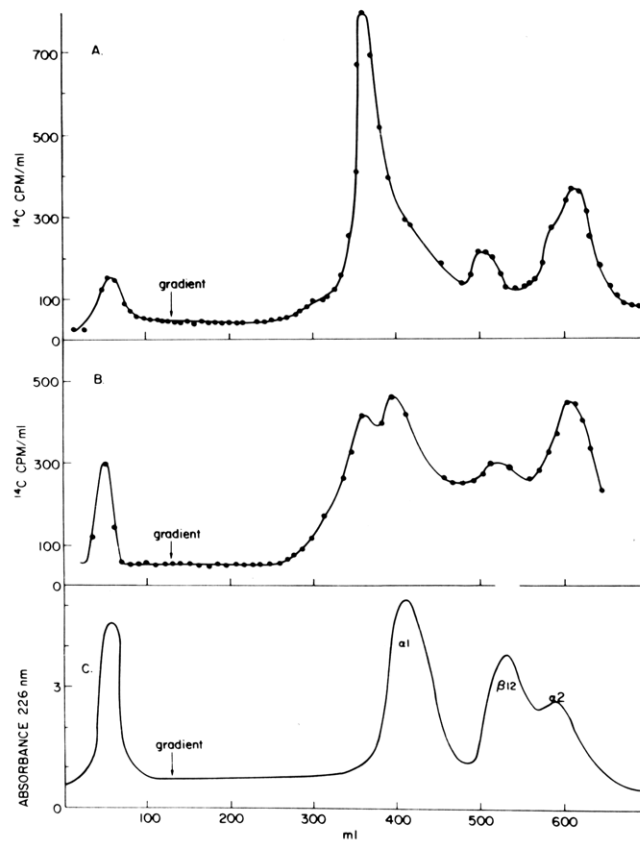 A.
700
500
300
100
0
¹⁴C CPM/ml
gradient
B.
500
300
100
0
¹⁴C CPM/ml
gradient
C.
3
0
ABSORBANCE 226 nm
gradient
α1
β12
α2
100 200 300 400 500 600
ml